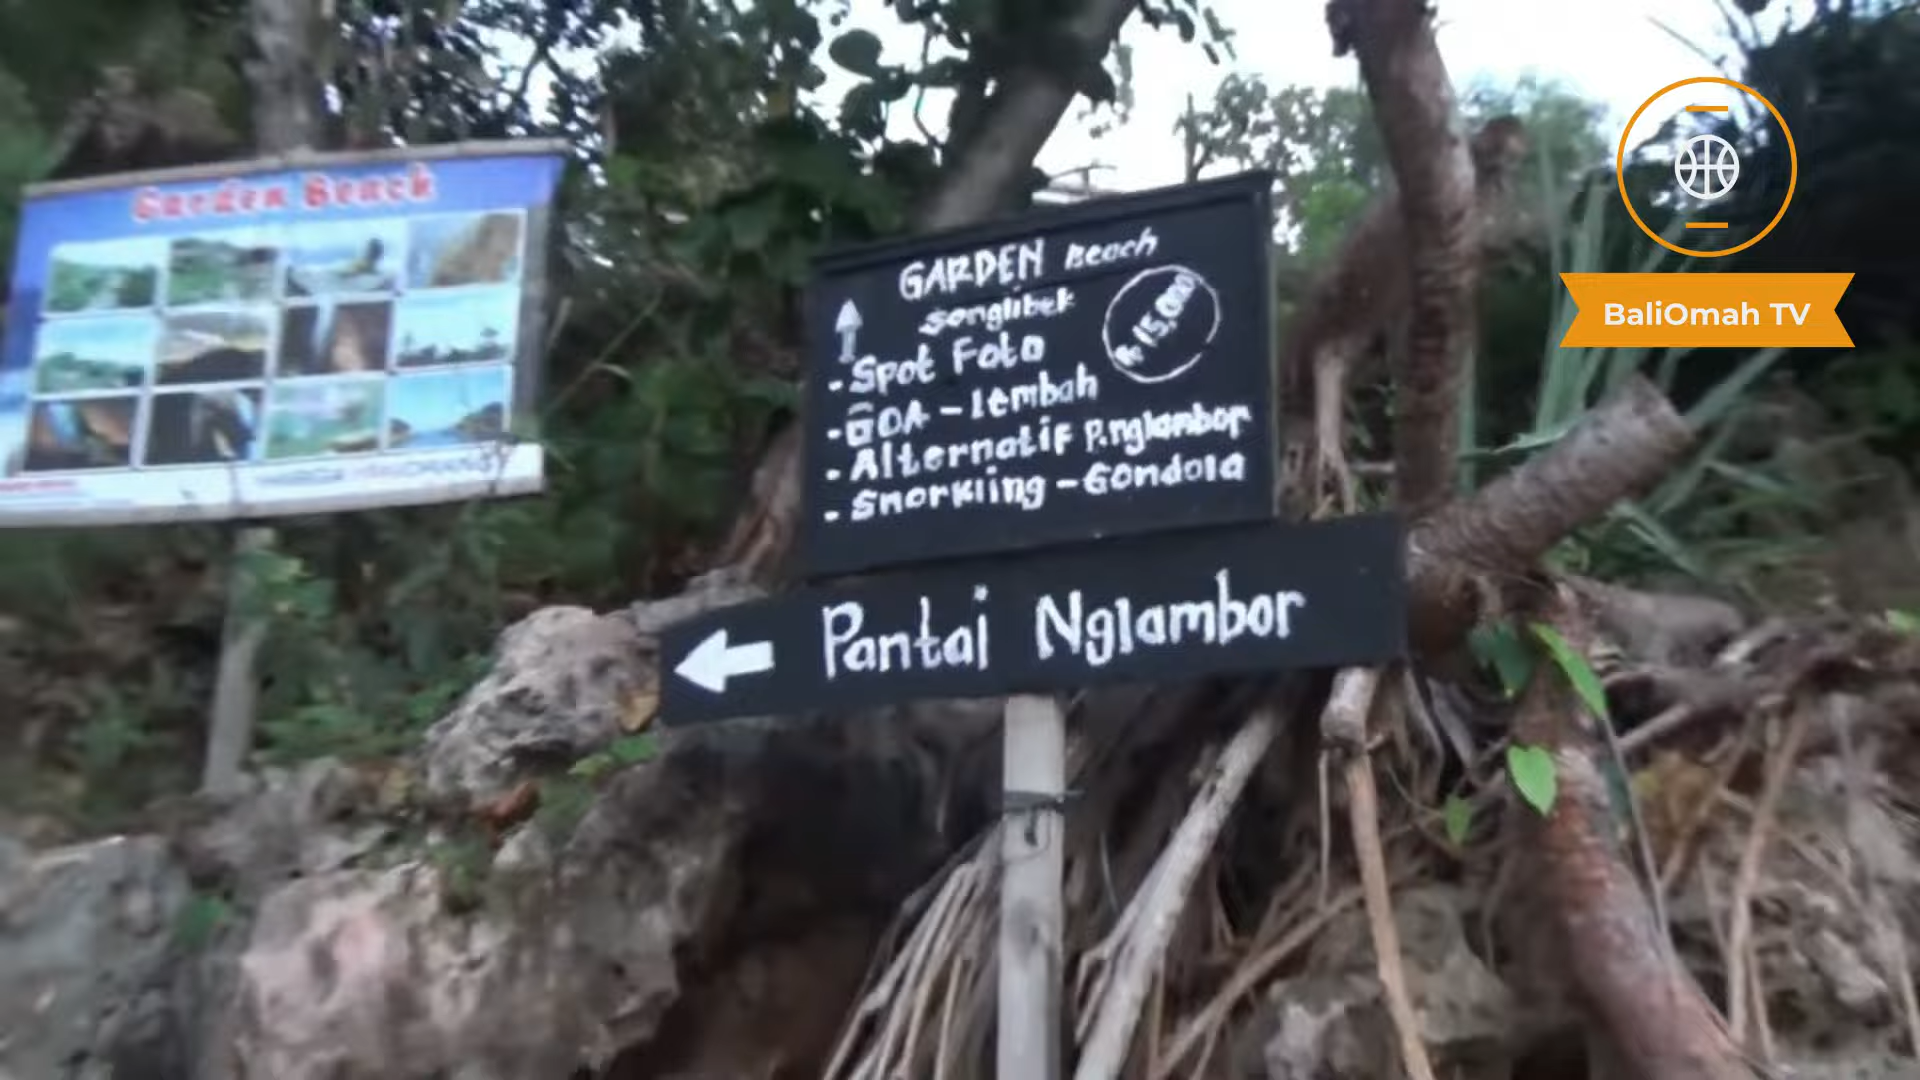 Garden Beach
GARDEN Beach
songlibek
Rp 15,000
- Spot Foto
- GOA - lembah
- Alternatif P.nglambor
- Snorkling - Gondola
Pantai Nglambor
BaliOmah TV